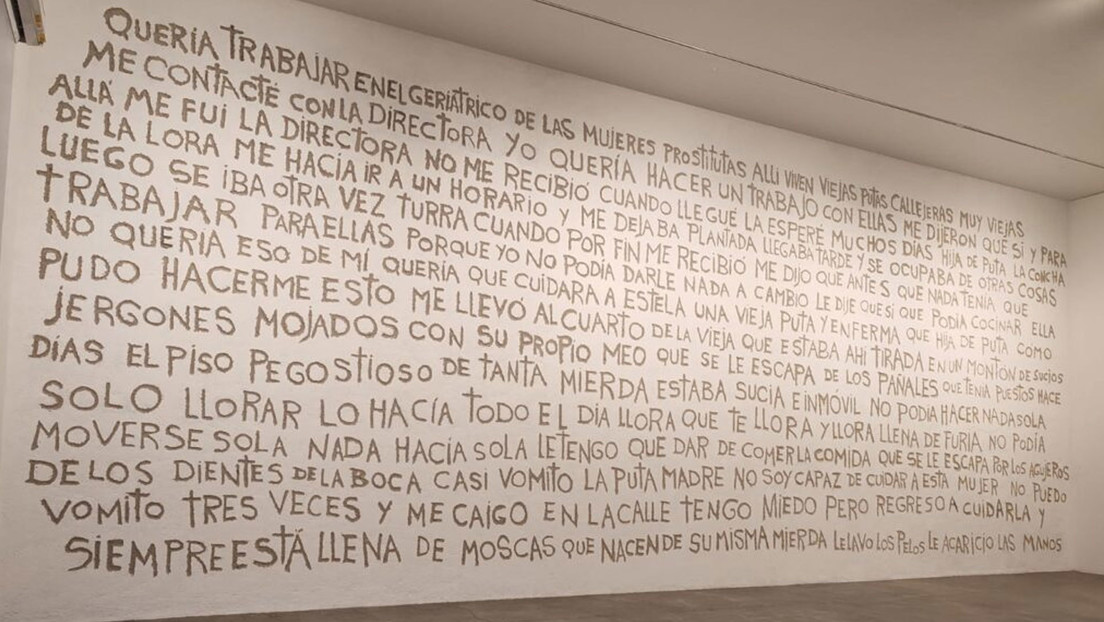 QUERÍA TRABAJAR EN EL GERIÁTRICO DE LAS MUJERES PROSTITUTAS ALLI VIVEN VIEJAS PUTAS CALLEJERAS MUY VIEJAS
ME CONTACTÉ CON LA DIRECTORA YO QUERÍA HACER UN TRABAJO CON ELLAS ME DIJERON QUE SÍ Y PARA
ALLÁ ME FUI LA DIRECTORA NO ME RECIBIÓ CUANDO LLEGUÉ LA ESPERÉ MUCHOS DÍAS HIJA DE PUTA LA CONCHA
DE LA LORA ME HACÍA IR A UN HORARIO Y ME DEJABA PLANTADA LLEGABA TARDE Y SE OCUPABA DE OTRAS COSAS
LUEGO SE IBA OTRA VEZ TURRA CUANDO POR FIN ME RECIBIÓ ME DIJO QUE ANTES QUE NADA TENIA QUE
TRABAJAR PARA ELLAS PORQUE YO NO PODÍA DARLE NADA A CAMBIO LE DIJE QUE SI QUE PODÍA COCINAR ELLA
NO QUERÍA ESO DE MÍ QUERÍA QUE CUIDARA A ESTELA UNA VIEJA PUTA Y ENFERMA QUE HIJA DE PUTA COMO
PUDO HACERME ESTO ME LLEVÓ AL CUARTO DE LA VIEJA QUE ESTABA AHÍ TIRADA EN UN MONTÓN DE SUCIOS
JERGONES MOJADOS CON SU PROPIO MEO QUE SE LE ESCAPA DE LOS PAÑALES QUE TENIA PUESTOS HACE
DÍAS EL PISO PEGOSTIOSO DE TANTA MIERDA ESTABA SUCIA E INMÓVIL NO PODIA HACER NADA SOLA
SOLO LLORAR LO HACÍA TODO EL DÍA LLORA QUE TE LLORA Y LLORA LLENA DE FURIA NO PODÍA
MOVERSE SOLA NADA HACÍA SOLA LE TENGO QUE DAR DE COMER LA COMIDA QUE SE LE ESCAPA POR LOS AGUJEROS
DE LOS DIENTES DE LA BOCA CASI VOMITO LA PUTA MADRE NO SOY CAPAZ DE CUIDAR A ESTA MUJER NO PUEDO
VOMITO TRES VECES Y ME CAIGO EN LA CALLE TENGO MIEDO PERO REGRESO A CUIDARLA Y
SIEMPRE ESTÁ LLENA DE MOSCAS QUE NACEN DE SU MISMA MIERDA LE LAVO LOS PELOS LE ACARICIO LAS MANOS